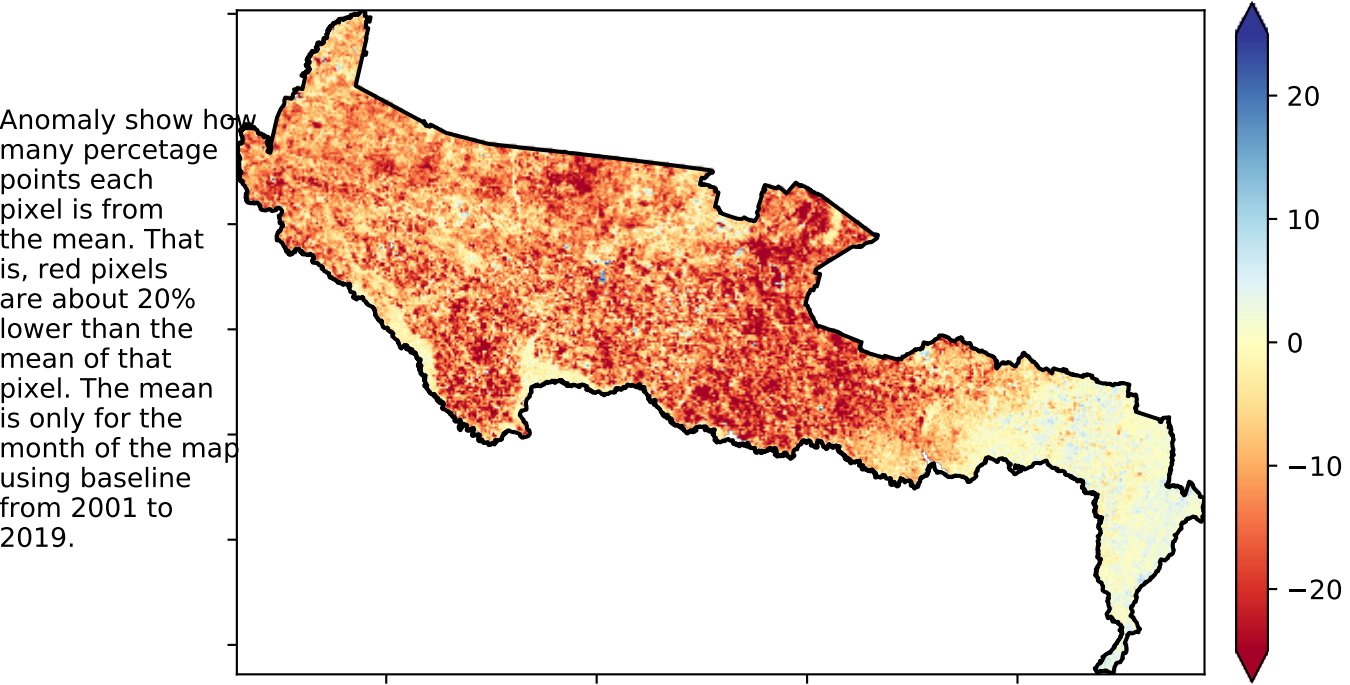 Anomaly show how
many percetage
points each
pixel is from
the mean. That
is, red pixels
are about 20%
lower than the
mean of that
pixel. The mean
is only for the
month of the map
using baseline
from 2001 to
2019.
20
10
0
−10
−20